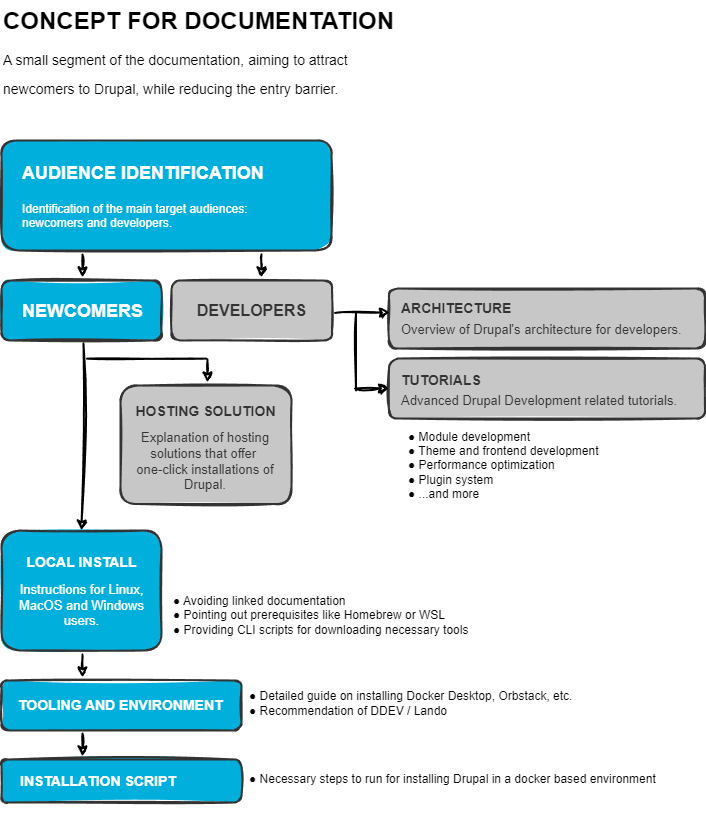 CONCEPT FOR DOCUMENTATION
A small segment of the documentation, aiming to attract
newcomers to Drupal, while reducing the entry barrier.
AUDIENCE IDENTIFICATION
Identification of the main target audiences:
newcomers and developers.
NEWCOMERS
DEVELOPERS
ARCHITECTURE
Overview of Drupal's architecture for developers.
TUTORIALS
Advanced Drupal Development related tutorials.
● Module development
● Theme and frontend development
● Performance optimization
● Plugin system
● ...and more
HOSTING SOLUTION
Explanation of hosting
solutions that offer
one-click installations of
Drupal.
LOCAL INSTALL
Instructions for Linux,
MacOS and Windows
users.
● Avoiding linked documentation
● Pointing out prerequisites like Homebrew or WSL
● Providing CLI scripts for downloading necessary tools
TOOLING AND ENVIRONMENT
● Detailed guide on installing Docker Desktop, Orbstack, etc.
● Recommendation of DDEV / Lando
INSTALLATION SCRIPT
● Necessary steps to run for installing Drupal in a docker based environment